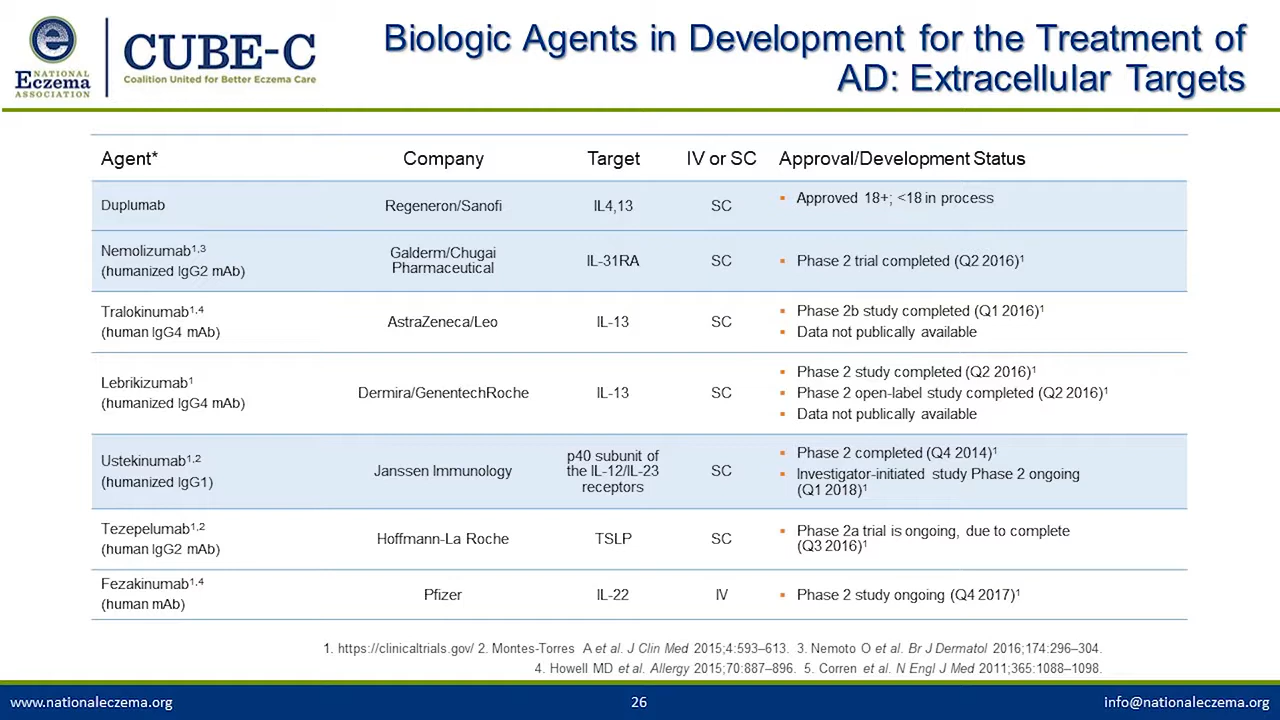 e
NATIONAL
Eczema
ASSOCIATION
CUBE-C
Coalition United for Better Eczema Care
Biologic Agents in Development for the Treatment of
AD: Extracellular Targets
Agent* Company Target IV or SC Approval/Development Status
Duplumab Regeneron/Sanofi IL4,13 SC ▪ Approved 18+; <18 in process
Nemolizumab1,3
(humanized IgG2 mAb)
Galderm/Chugai
Pharmaceutical
IL-31RA SC ▪ Phase 2 trial completed (Q2 2016)1
Tralokinumab1,4
(human IgG4 mAb)
AstraZeneca/Leo IL-13 SC
▪ Phase 2b study completed (Q1 2016)1
▪ Data not publically available
Lebrikizumab1
(humanized IgG4 mAb)
Dermira/GenentechRoche IL-13 SC
▪ Phase 2 study completed (Q2 2016)1
▪ Phase 2 open-label study completed (Q2 2016)1
▪ Data not publically available
Ustekinumab1,2
(humanized IgG1)
Janssen Immunology
p40 subunit of
the IL-12/IL-23
receptors
SC
▪ Phase 2 completed (Q4 2014)1
▪ Investigator-initiated study Phase 2 ongoing
(Q1 2018)1
Tezepelumab1,2
(human IgG2 mAb)
Hoffmann-La Roche TSLP SC
▪ Phase 2a trial is ongoing, due to complete
(Q3 2016)1
Fezakinumab1,4
(human mAb)
Pfizer IL-22 IV ▪ Phase 2 study ongoing (Q4 2017)1
1. https://clinicaltrials.gov/ 2. Montes-Torres A et al. J Clin Med 2015;4:593–613. 3. Nemoto O et al. Br J Dermatol 2016;174:296–304.
4. Howell MD et al. Allergy 2015;70:887–896. 5. Corren et al. N Engl J Med 2011;365:1088–1098.
www.nationaleczema.org 26 info@nationaleczema.org